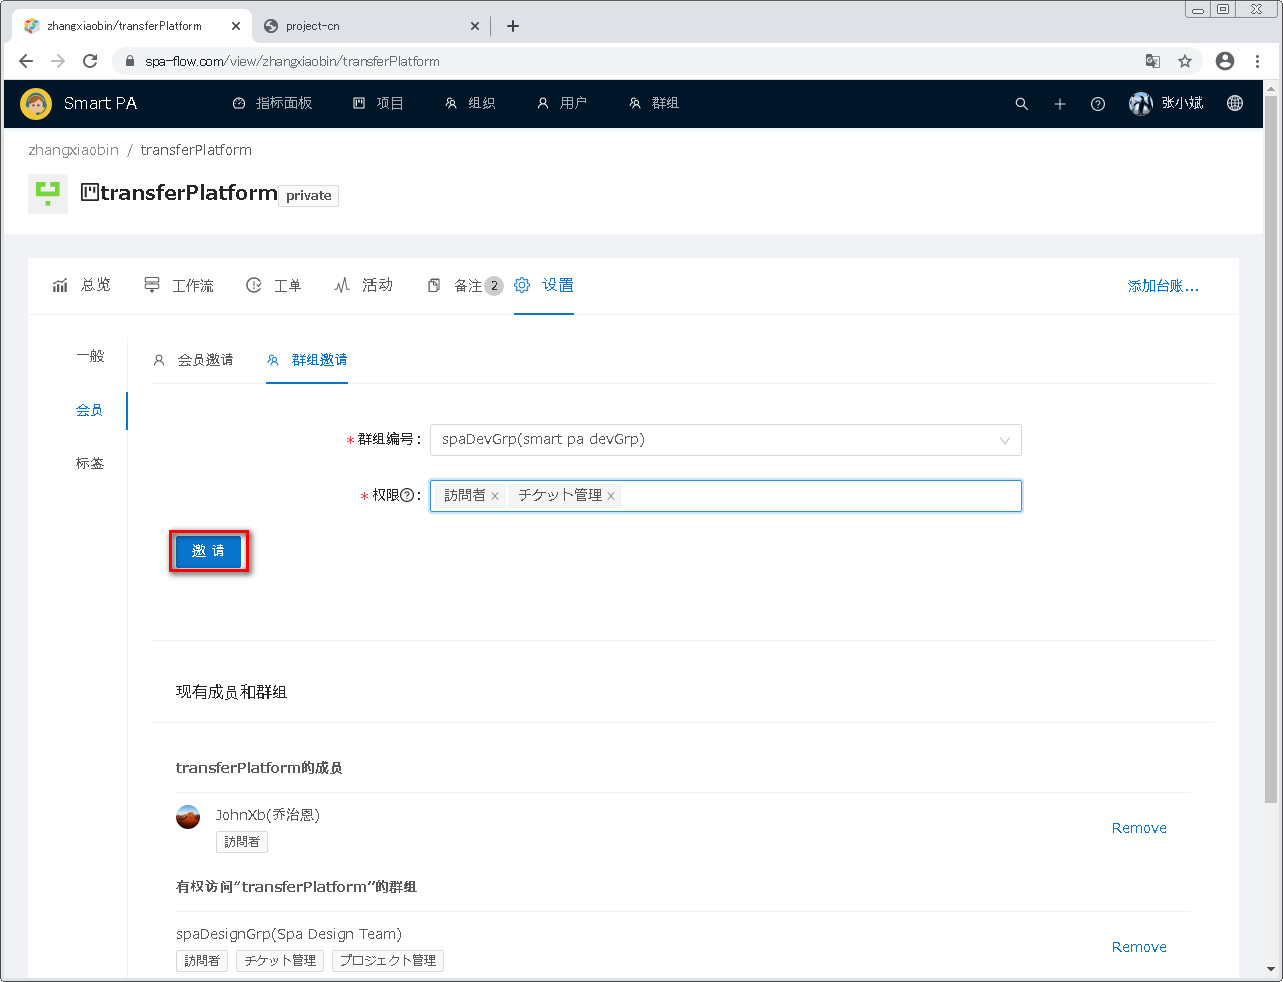 zhangxiaobin/transferPlatform
project-cn
spa-flow.com/view/zhangxiaobin/transferPlatform
Smart PA 指标面板 项目 组织 用户 群组 张小斌
zhangxiaobin / transferPlatform
transferPlatform private
总览 工作流 工单 活动 备注 2 设置 添加台账...
一般
会员
标签
会员邀请 群组邀请
* 群组编号: spaDevGrp(smart pa devGrp)
* 权限: 訪問者 × チケット管理 ×
邀 请
现有成员和群组
transferPlatform的成员
JohnXb(乔治恩)
訪問者
Remove
有权访问"transferPlatform"的群组
spaDesignGrp(Spa Design Team)
訪問者 チケット管理 プロジェクト管理
Remove